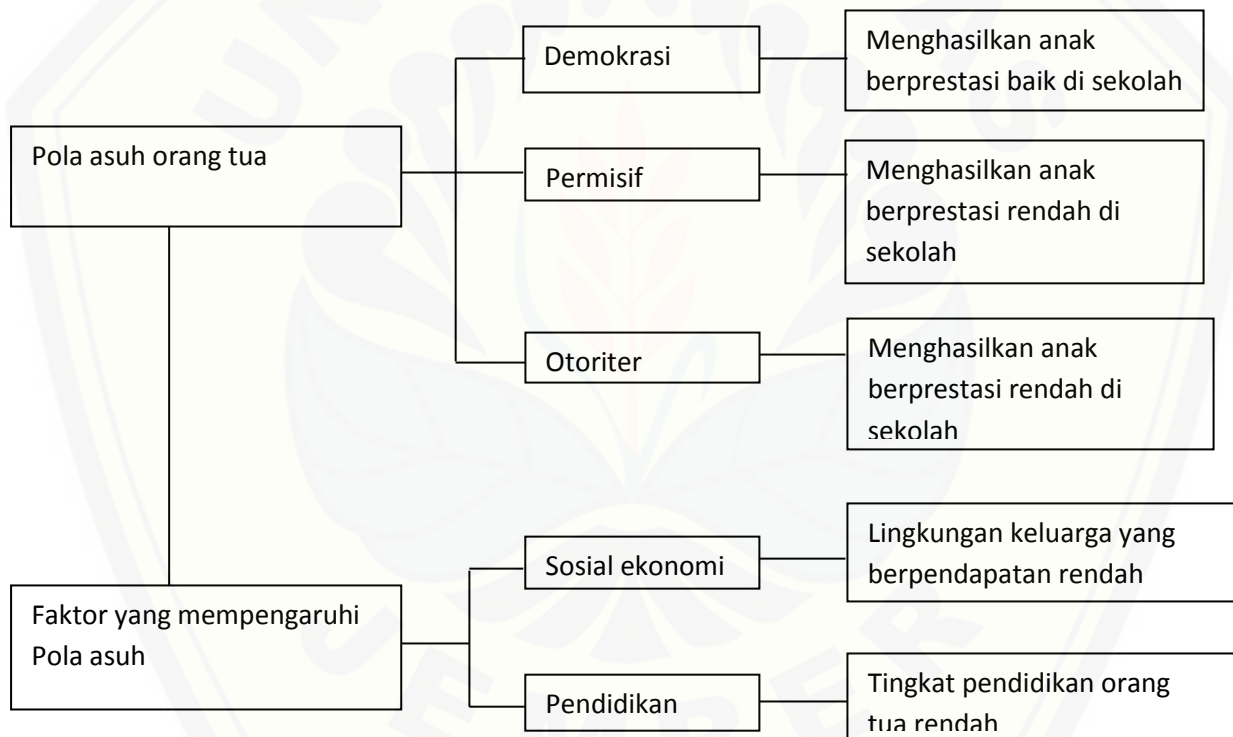 Demokrasi
Menghasilkan anak
berprestasi baik di sekolah
Pola asuh orang tua
Permisif
Menghasilkan anak
berprestasi rendah di
sekolah
Otoriter
Menghasilkan anak
berprestasi rendah di
sekolah
Sosial ekonomi
Lingkungan keluarga yang
berpendapatan rendah
Faktor yang mempengaruhi
Pola asuh
Pendidikan
Tingkat pendidikan orang
tua rendah